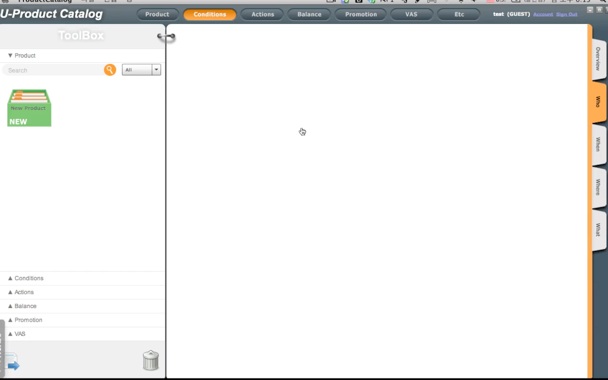 ProductCatalog
U-Product Catalog
Product Conditions Actions Balance Promotion VAS Etc
test (GUEST) Account Sign Out
ToolBox
▼ Product
Search
All
New Product
NEW
▲ Conditions
▲ Actions
▲ Balance
▲ Promotion
▲ VAS
Overview
Who
When
Where
What